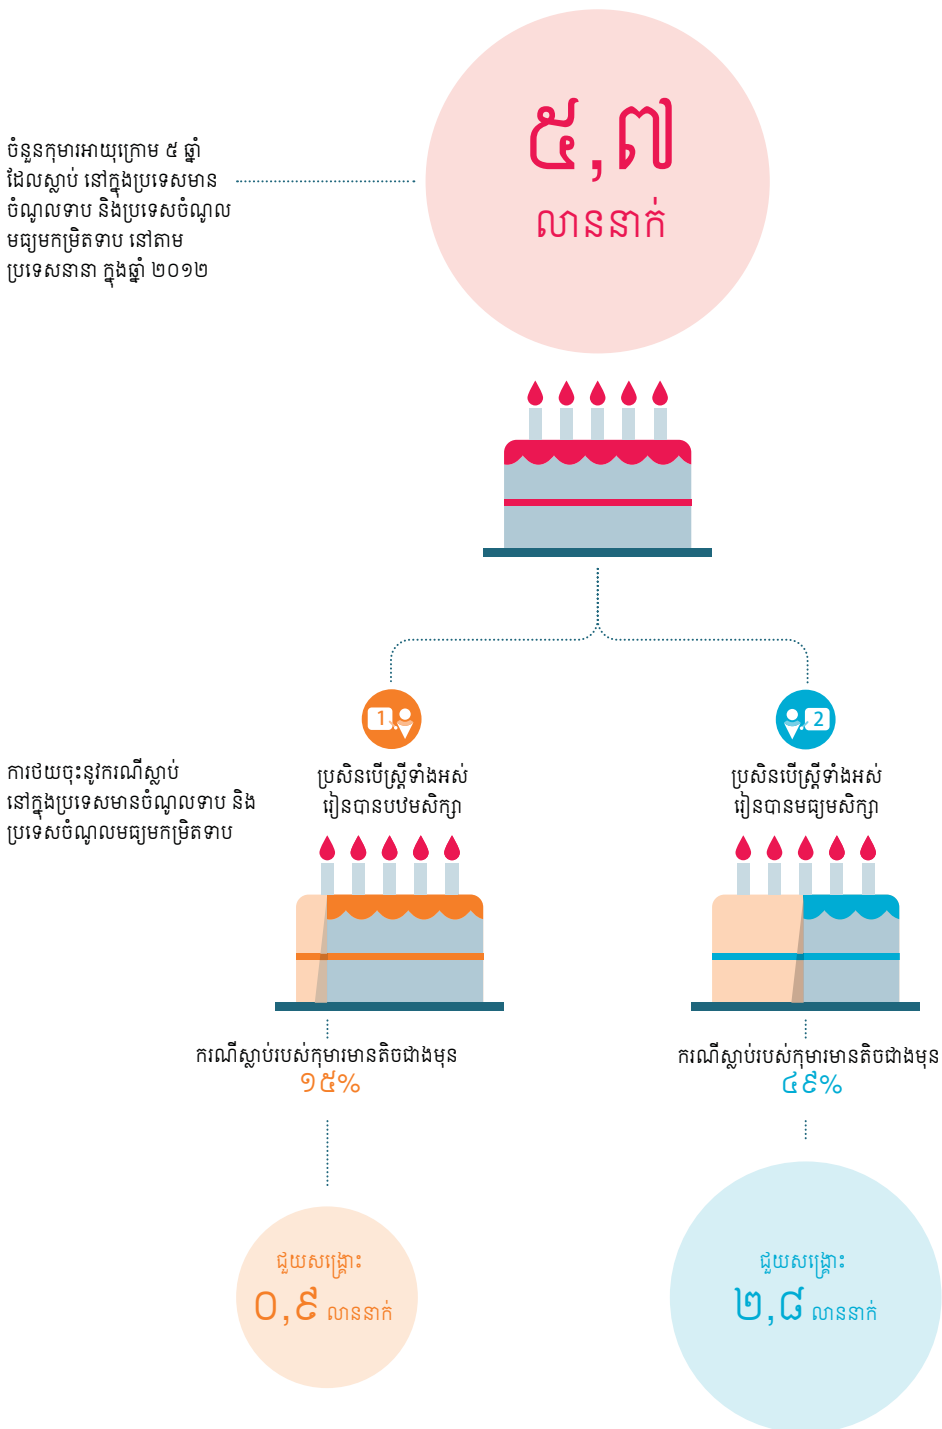 ចំនួនកុមារអាយុក្រោម ៥ ឆ្នាំ
ដែលស្លាប់ នៅក្នុងប្រទេសមាន
ចំណូលទាប និងប្រទេសចំណូល
មធ្យមកម្រិតទាប នៅតាម
ប្រទេសនានា ក្នុងឆ្នាំ ២០១២
៥,៧
លាននាក់
ការថយចុះនូវករណីស្លាប់
នៅក្នុងប្រទេសមានចំណូលទាប និង
ប្រទេសចំណូលមធ្យមកម្រិតទាប
1
ប្រសិនបើស្ត្រីទាំងអស់
រៀនបានបឋមសិក្សា
2
ប្រសិនបើស្ត្រីទាំងអស់
រៀនបានមធ្យមសិក្សា
ករណីស្លាប់របស់កុមារមានតិចជាងមុន
១៥%
ករណីស្លាប់របស់កុមារមានតិចជាងមុន
៤៩%
ជួយសង្គ្រោះ
០,៩ លាននាក់
ជួយសង្គ្រោះ
២,៨ លាននាក់